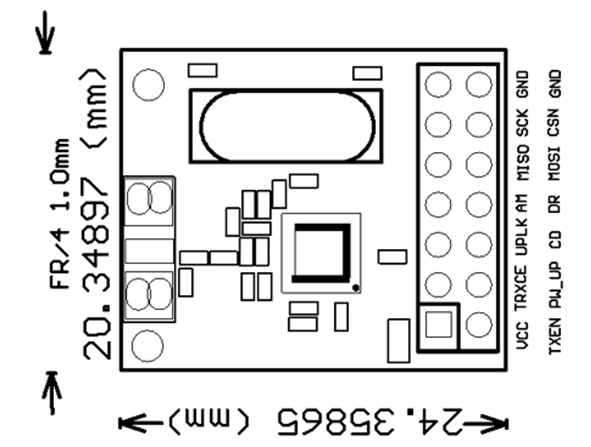 FR/4 1.0mm
20.34897 (mm)
VCC TRXCE UPLK AM MISO SCK GND
TXEN PW_UP CD DR MOSI CSN GND
24.35865 (mm)